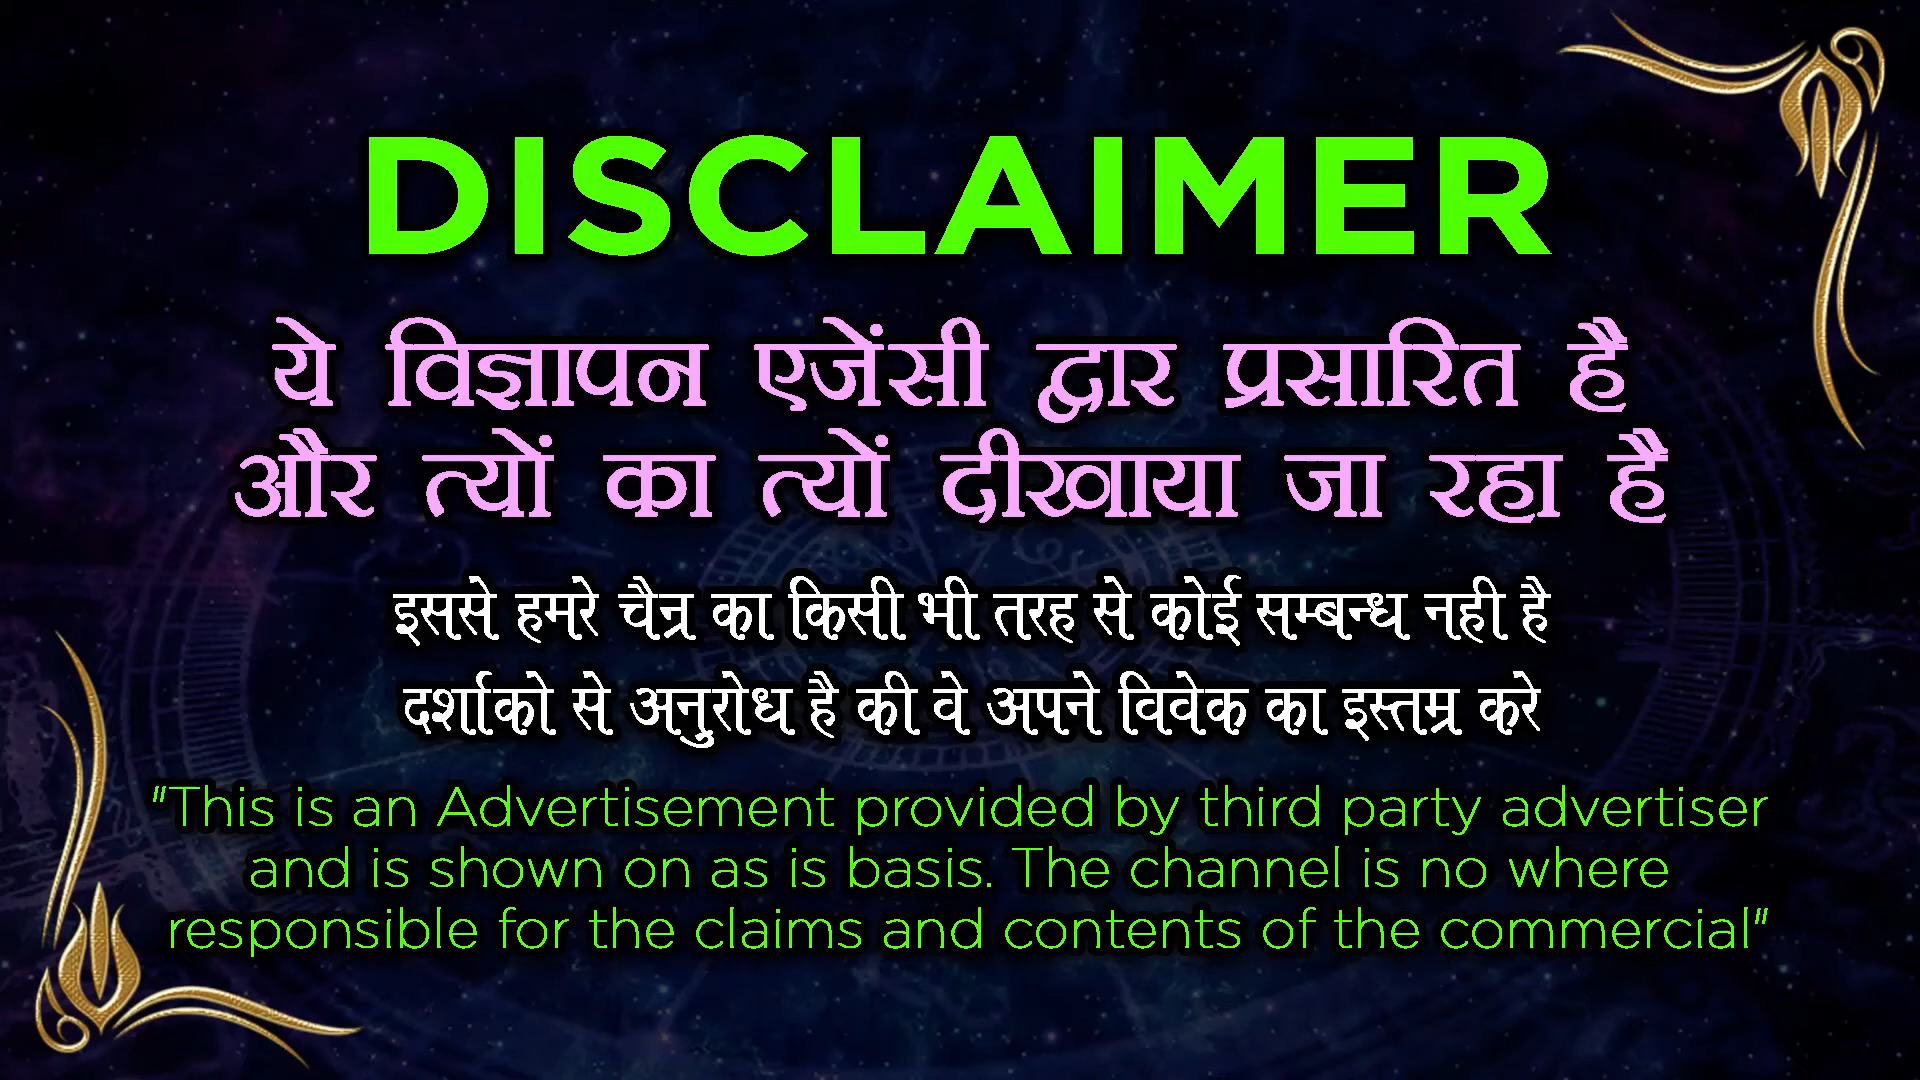 DISCLAIMER
ये विज्ञापन एजेंसी द्वार प्रसारित है
और त्यों का त्यों दीखाया जा रहा है
इससे हमरे चैन्र का किसी भी तरह से कोई सम्बन्ध नही है
दर्शाको से अनुरोध है की वे अपने विवेक का इस्तम्र करे
"This is an Advertisement provided by third party advertiser
and is shown on as is basis. The channel is no where
responsible for the claims and contents of the commercial"